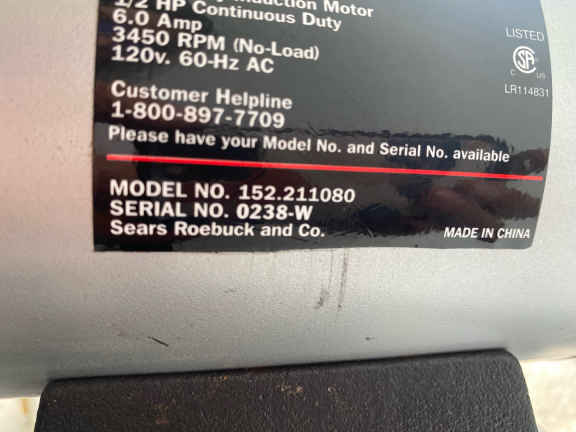 Induction Motor
1/2 HP Continuous Duty
6.0 Amp
3450 RPM (No-Load)
120v. 60-Hz AC
Customer Helpline
1-800-897-7709
Please have your Model No. and Serial No. available
MODEL NO. 152.211080
SERIAL NO. 0238-W
Sears Roebuck and Co.
MADE IN CHINA
LISTED
C US
LR114831